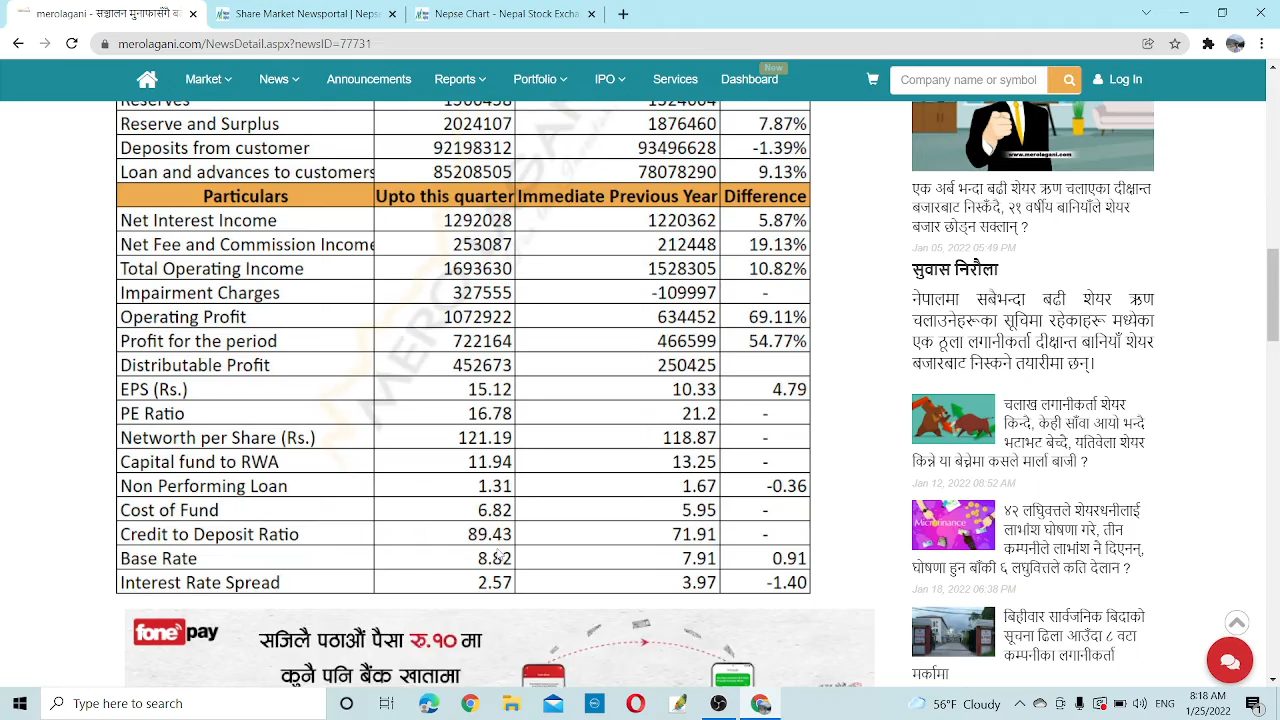 merolagani - सञ्चालन मुनाफासँगै बै
Nepal Share Price | Sharesansar
New Chart
Nepal Stock Exchange
merolagani.com/NewsDetail.aspx?newsID=77731
New
Market News Announcements Reports Portfolio IPO Services Dashboard Company name or symbol Log In
Reserves 1566458 1324664
Reserve and Surplus 2024107 1876460 7.87%
Deposits from customer 92198312 93496628 -1.39%
Loan and advances to customers 85208505 78078290 9.13%
Particulars Upto this quarter Immediate Previous Year Difference
Net Interest Income 1292028 1220362 5.87%
Net Fee and Commission Income 253087 212448 19.13%
Total Operating Income 1693630 1528305 10.82%
Impairment Charges 327555 -109997 -
Operating Profit 1072922 634452 69.11%
Profit for the period 722164 466599 54.77%
Distributable Profit 452673 250425
EPS (Rs.) 15.12 10.33 4.79
PE Ratio 16.78 21.2 -
Networth per Share (Rs.) 121.19 118.87 -
Capital fund to RWA 11.94 13.25 -
Non Performing Loan 1.31 1.67 -0.36
Cost of Fund 6.82 5.95 -
Credit to Deposit Ratio 89.43 71.91 -
Base Rate 8.82 7.91 0.91
Interest Rate Spread 2.57 3.97 -1.40
fonepay
सजिलै पठाऔं पैसा रु.१० मा
कुनै पनि बैंक खातामा
www.merolagani.com
एक अर्ब भन्दा बढी शेयर ऋण चलाएका दीक्षान्त
बजारबाट निस्कँदै, २१ वर्षीय बानियाँले शेयर
बजार छोड्न सक्लान् ?
Jan 05, 2022 05:49 PM
सुवास निरौला
नेपालमा सबैभन्दा बढी शेयर ऋण
चलाउनेहरूका सूचिमा रहेकाहरू मध्येका
एक ठूला लगानीकर्ता दीक्षान्त बानियाँ शेयर
बजारबाट निस्कने तयारीमा छन्।
चलाख लगानीकर्ता शेयर
किन्दै, केही साँवा आयो भन्दै
भटाभट बेच्दै, यतिवेला शेयर
किन्ने या बेच्नेमा कसले मार्ला बाजी ?
Jan 12, 2022 08:52 AM
Microfinance
४२ लघुवित्तले शेयरधनीलाई
लाभांश घोषणा गरे, तीन
कम्पनीले लाभांश नै दिएनन्,
घोषणा हुन बाँकी ६ लघुवित्तले कति देलान ?
Jan 18, 2022 06:38 PM
बिहीवार सार्वजनिक बिदाको
सूचना ढिला आउँदा ८ वटा
कम्पनीका लगानीकर्ता
मर्कामा
Type here to search
56°F ENG 8:18 AM
1/25/2022